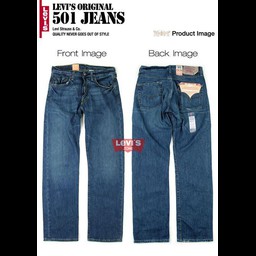 LEVI'S
LEVI'S ORIGINAL
501 JEANS
Levi Strauss & Co.
QUALITY NEVER GOES OUT OF STYLE
Product Image
Front Image
Back Image
Levi's